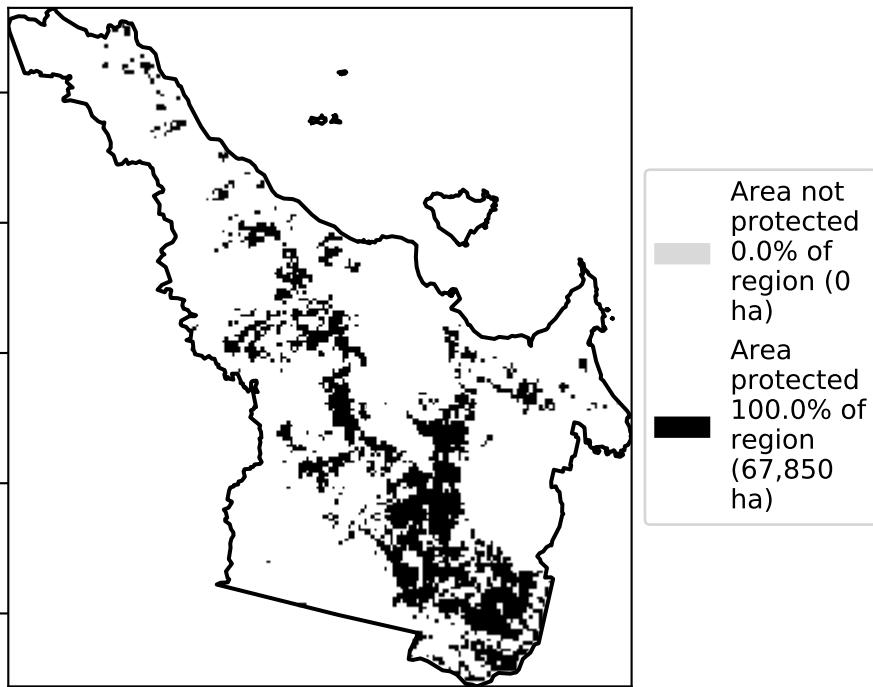 Area not
protected
0.0% of
region (0
ha)
Area
protected
100.0% of
region
(67,850
ha)